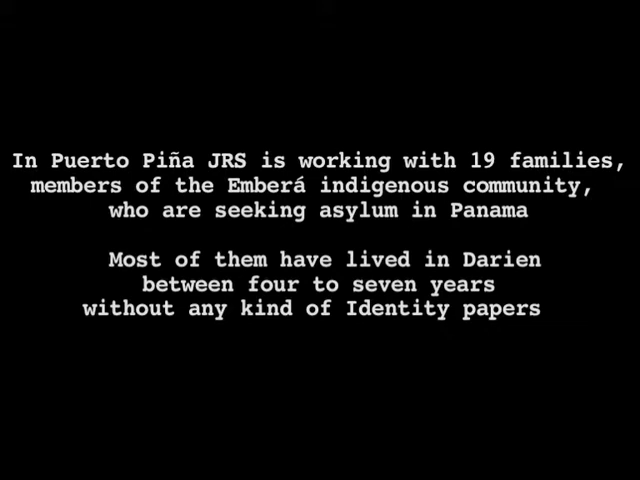 In Puerto Piña JRS is working with 19 families,
members of the Emberá indigenous community,
who are seeking asylum in Panama
Most of them have lived in Darien
between four to seven years
without any kind of Identity papers